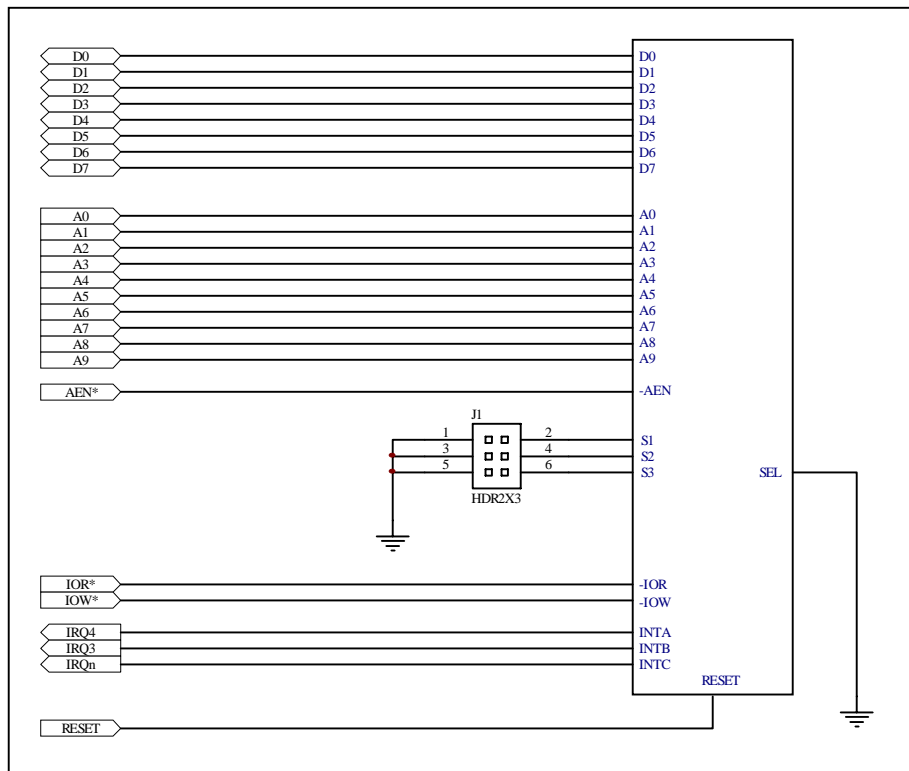 D0 D0
D1 D1
D2 D2
D3 D3
D4 D4
D5 D5
D6 D6
D7 D7
A0 A0
A1 A1
A2 A2
A3 A3
A4 A4
A5 A5
A6 A6
A7 A7
A8 A8
A9 A9
AEN* -AEN
J1
1 2 S1
3 4 S2
5 6 S3 SEL
HDR2X3
IOR* -IOR
IOW* -IOW
IRQ4 INTA
IRQ3 INTB
IRQn INTC
RESET
RESET